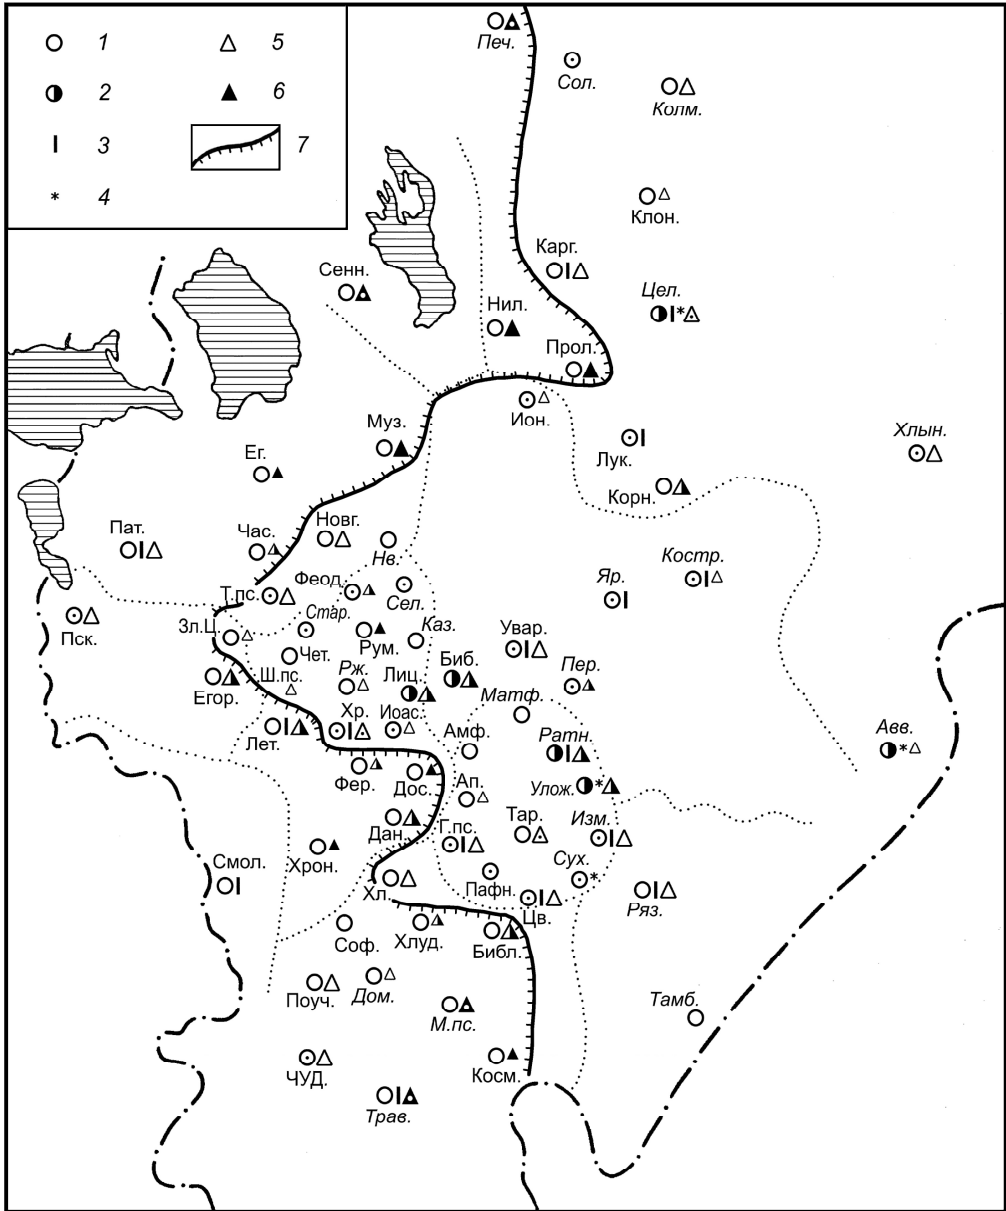 1
5
2
6
3
7
4
Печ.
Сол.
Колм.
Клон.
Карг.
Сенн.
Цел.
Нил.
Прол.
Ион.
Муз.
Хлын.
Лук.
Ег.
Корн.
Пат.
Час.
Новг.
Нв.
Костр.
Феод.
Яр.
Т.пс.
Сел.
Пск.
Зл.Ц.
Стар.
Рум.
Каз.
Увар.
Чет.
Егор.
Ш.пс.
Рж.
Лиц.
Биб.
Пер.
Матф.
Лет.
Хр.
Иоас.
Амф.
Ратн.
Авв.
Фер.
Дос.
Ап.
Улож.
Дан.
Г.пс.
Тар.
Изм.
Хрон.
Смол.
Хл.
Пафн.
Сух.
Цв.
Ряз.
Соф.
Хлуд.
Библ.
Поуч.
Дом.
М.пс.
Тамб.
ЧУД.
Косм.
Трав.